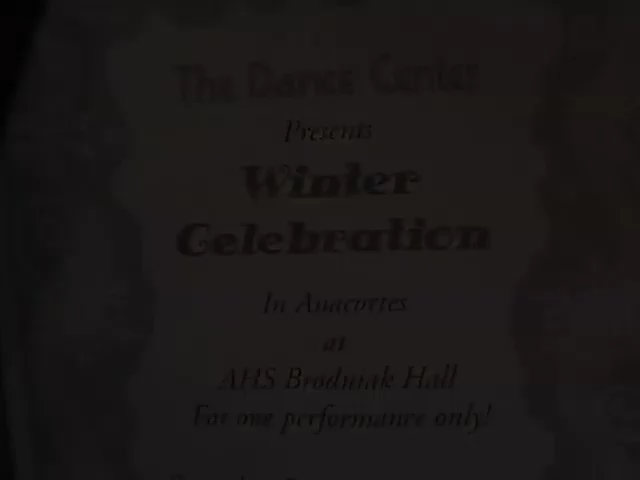 The Dance Center
Presents
Winter
Celebration
In Anacortes
at
AHS Brodniak Hall
For one performance only!